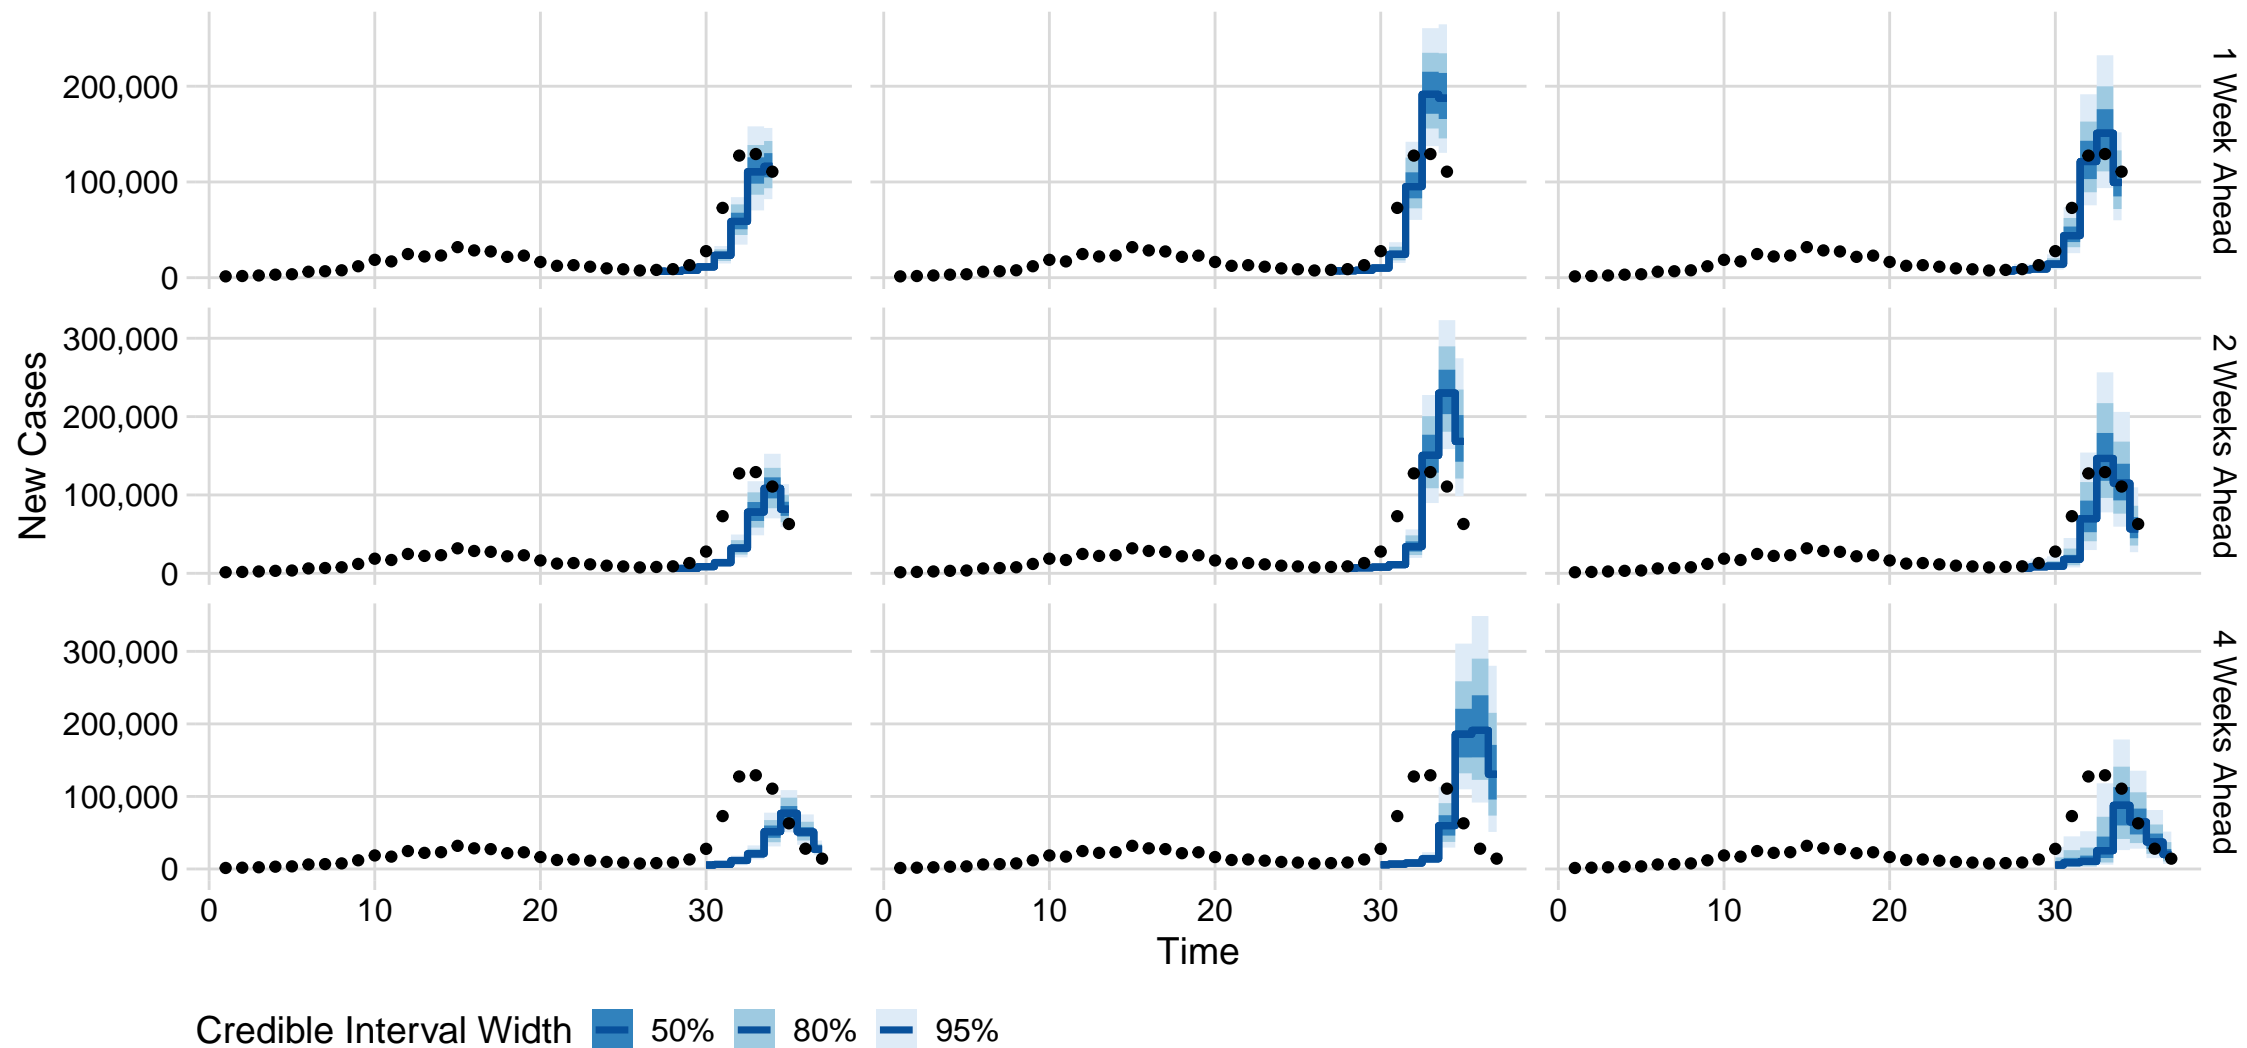 200,000
100,000
0
1 Week Ahead
300,000
200,000
100,000
0
2 Weeks Ahead
300,000
200,000
100,000
0
4 Weeks Ahead
New Cases
0 10 20 30 0 10 20 30 0 10 20 30
Time
Credible Interval Width 50% 80% 95%